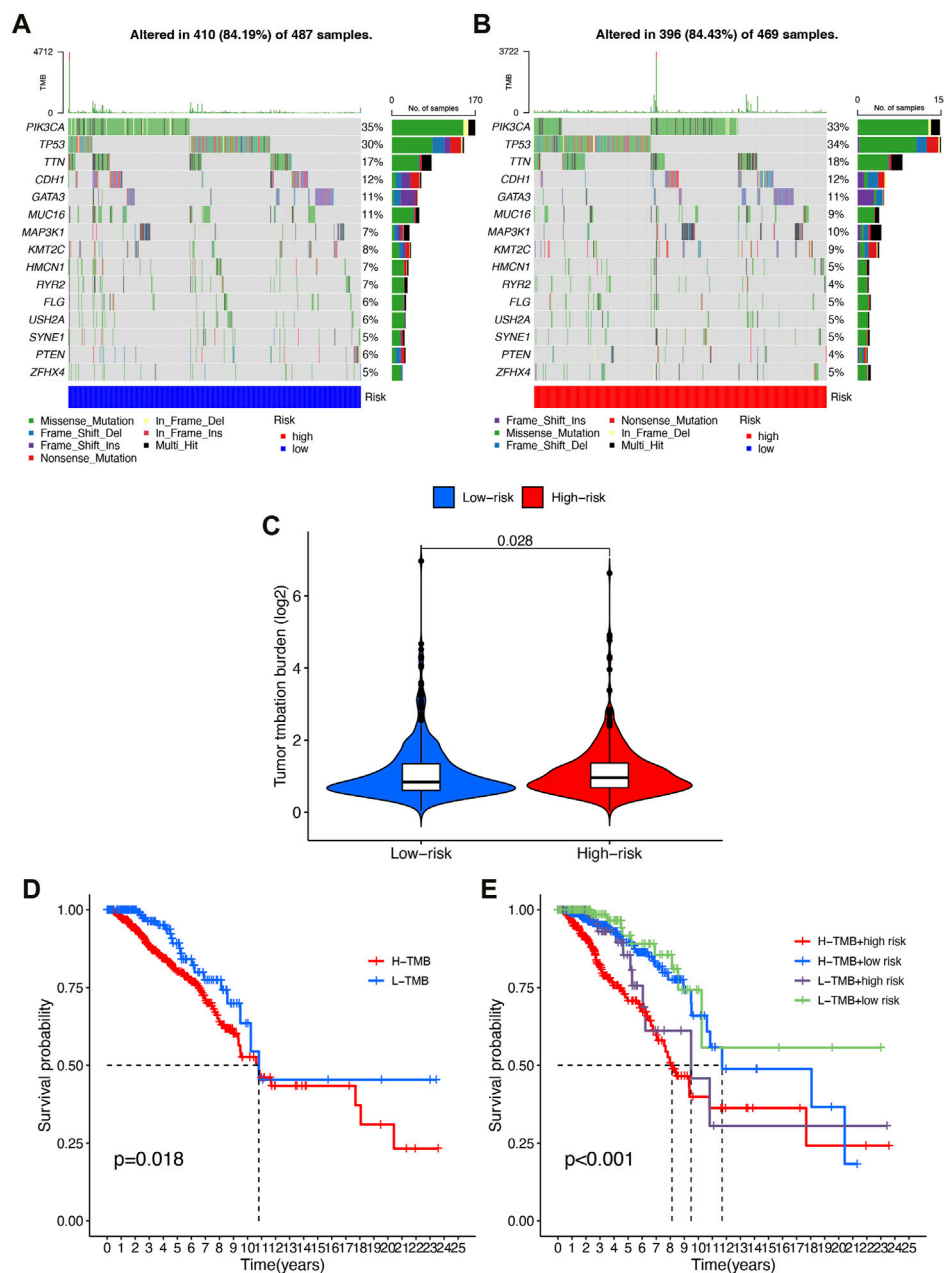 A
Altered in 410 (84.19%) of 487 samples.
4712
TMB
0
0 170
No. of samples
PIK3CA 35%
TP53 30%
TTN 17%
CDH1 12%
GATA3 11%
MUC16 11%
MAP3K1 7%
KMT2C 8%
HMCN1 7%
RYR2 7%
FLG 6%
USH2A 6%
SYNE1 5%
PTEN 6%
ZFHX4 5%
Risk
Missense_Mutation
Frame_Shift_Del
Frame_Shift_Ins
Nonsense_Mutation
In_Frame_Del
In_Frame_Ins
Multi_Hit
Risk
high
low
B
Altered in 396 (84.43%) of 469 samples.
3722
TMB
0
0 15
No. of samples
PIK3CA 33%
TP53 34%
TTN 18%
CDH1 12%
GATA3 11%
MUC16 9%
MAP3K1 10%
KMT2C 9%
HMCN1 5%
RYR2 4%
FLG 5%
USH2A 5%
SYNE1 5%
PTEN 4%
ZFHX4 5%
Risk
Frame_Shift_Ins
Missense_Mutation
Frame_Shift_Del
Nonsense_Mutation
In_Frame_Del
Multi_Hit
Risk
high
low
Low-risk High-risk
C
0.028
Tumor tmbation burden (log2)
6
4
2
0
Low-risk High-risk
D
Survival probability
1.00
0.75
0.50
0.25
0.00
H-TMB
L-TMB
p=0.018
0 1 2 3 4 5 6 7 8 9 10 11 12 13 14 15 16 17 18 19 20 21 22 23 24 25
Time(years)
E
Survival probability
1.00
0.75
0.50
0.25
0.00
H-TMB+high risk
H-TMB+low risk
L-TMB+high risk
L-TMB+low risk
p<0.001
0 1 2 3 4 5 6 7 8 9 10 11 12 13 14 15 16 17 18 19 20 21 22 23 24 25
Time(years)